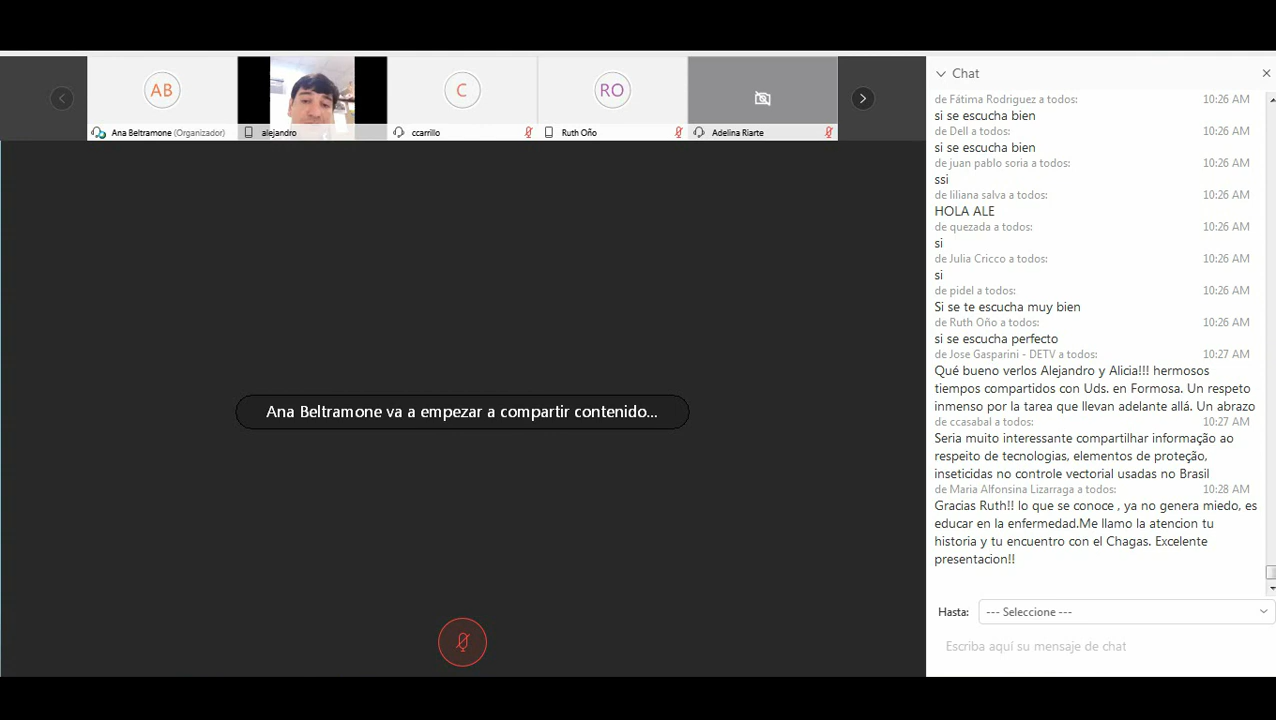 AB
C
RO
Ana Beltramone (Organizador)
alejandro
ccarrillo
Ruth Oño
Adelina Riarte
Ana Beltramone va a empezar a compartir contenido...
Chat
de Fátima Rodriguez a todos: 10:26 AM
si se escucha bien
de Dell a todos: 10:26 AM
si se escucha bien
de juan pablo soria a todos: 10:26 AM
ssi
de liliana salva a todos: 10:26 AM
HOLA ALE
de quezada a todos: 10:26 AM
si
de Julia Cricco a todos: 10:26 AM
si
de pidel a todos: 10:26 AM
Si se te escucha muy bien
de Ruth Oño a todos: 10:26 AM
si se escucha perfecto
de Jose Gasparini - DETV a todos: 10:27 AM
Qué bueno verlos Alejandro y Alicia!!! hermosos
tiempos compartidos con Uds. en Formosa. Un respeto
inmenso por la tarea que llevan adelante allá. Un abrazo
de ccasabal a todos: 10:27 AM
Seria muito interessante compartilhar informação ao
respeito de tecnologias, elementos de proteção,
inseticidas no controle vectorial usadas no Brasil
de Maria Alfonsina Lizarraga a todos: 10:28 AM
Gracias Ruth!! lo que se conoce , ya no genera miedo, es
educar en la enfermedad.Me llamo la atencion tu
historia y tu encuentro con el Chagas. Excelente
presentacion!!
Hasta: --- Seleccione ---
Escriba aquí su mensaje de chat